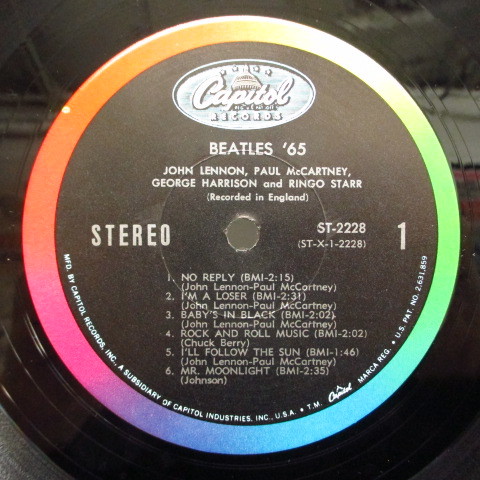 Capitol
RECORDS
BEATLES '65
JOHN LENNON, PAUL McCARTNEY,
GEORGE HARRISON and RINGO STARR
(Recorded in England)
STEREO
ST-2228
(ST-X-1-2228)
1
1. NO REPLY (BMI-2:15)
(John Lennon-Paul McCartney)
2. I'M A LOSER (BMI-2:31)
(John Lennon-Paul McCartney)
3. BABY'S IN BLACK (BMI-2:02)
(John Lennon-Paul McCartney)
4. ROCK AND ROLL MUSIC (BMI-2:02)
(Chuck Berry)
5. I'LL FOLLOW THE SUN (BMI-1:46)
(John Lennon-Paul McCartney)
6. MR. MOONLIGHT (BMI-2:35)
(Johnson)
MFD. BY CAPITOL RECORDS, INC., A SUBSIDIARY OF CAPITOL INDUSTRIES, INC., U.S.A. • T.M. Capitol MARCA REG. • U.S. PAT. NO. 2,631,859